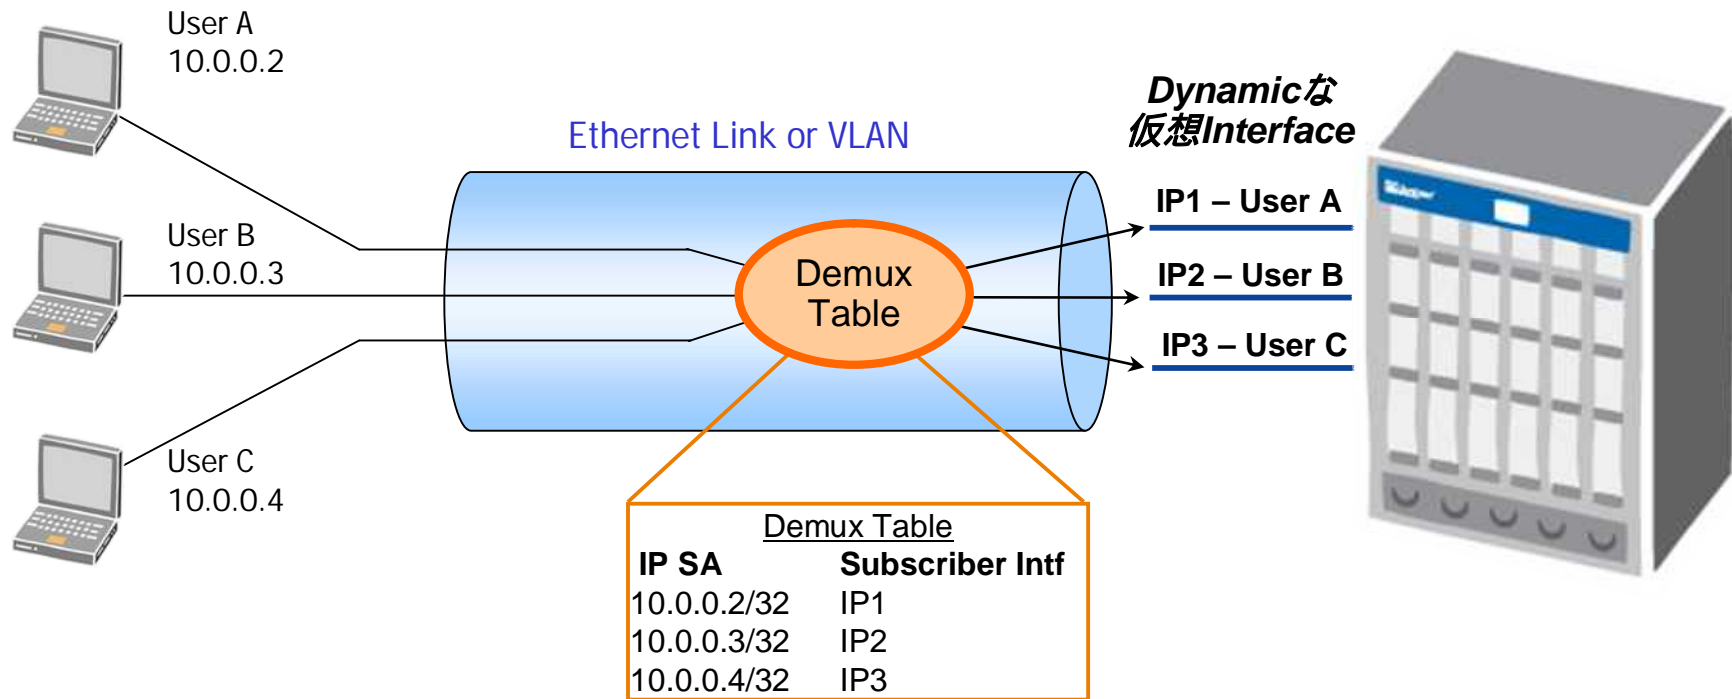 User A
10.0.0.2
User B
10.0.0.3
User C
10.0.0.4
Ethernet Link or VLAN
Demux
Table
Dynamicな
仮想Interface
IP1 – User A
IP2 – User B
IP3 – User C
Demux Table
IP SA Subscriber Intf
10.0.0.2/32 IP1
10.0.0.3/32 IP2
10.0.0.4/32 IP3